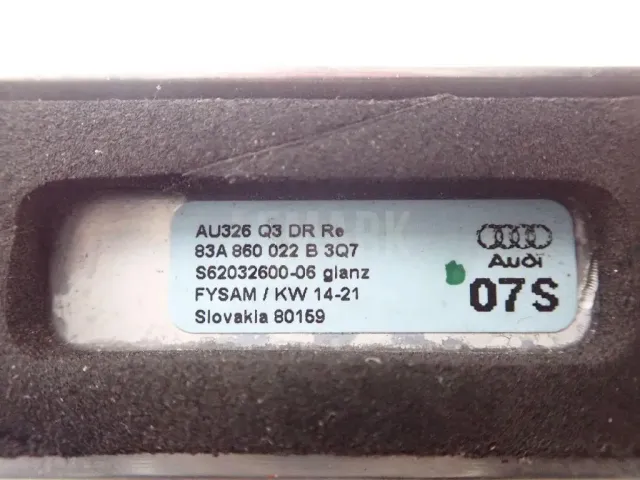 AU326 Q3 DR Re
83A 860 022 B 3Q7
S62032600-06 glanz
FYSAM / KW 14-21
Slovakia 80159
Audi
07S